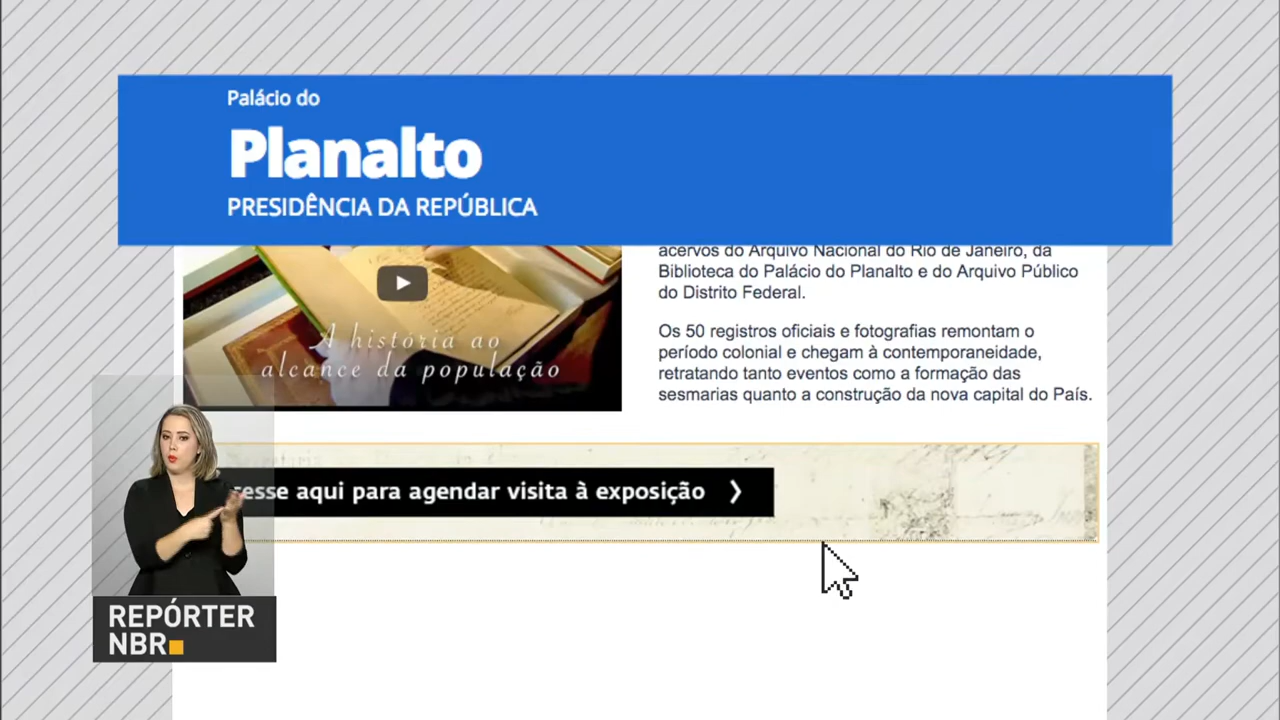 Palácio do
Planalto
PRESIDÊNCIA DA REPÚBLICA
acervos do Arquivo Nacional do Rio de Janeiro, da
Biblioteca do Palácio do Planalto e do Arquivo Público
do Distrito Federal.
Os 50 registros oficiais e fotografias remontam o
período colonial e chegam à contemporaneidade,
retratando tanto eventos como a formação das
sesmarias quanto a construção da nova capital do País.
A história ao
alcance da população
resse aqui para agendar visita à exposição
REPÓRTER
NBR